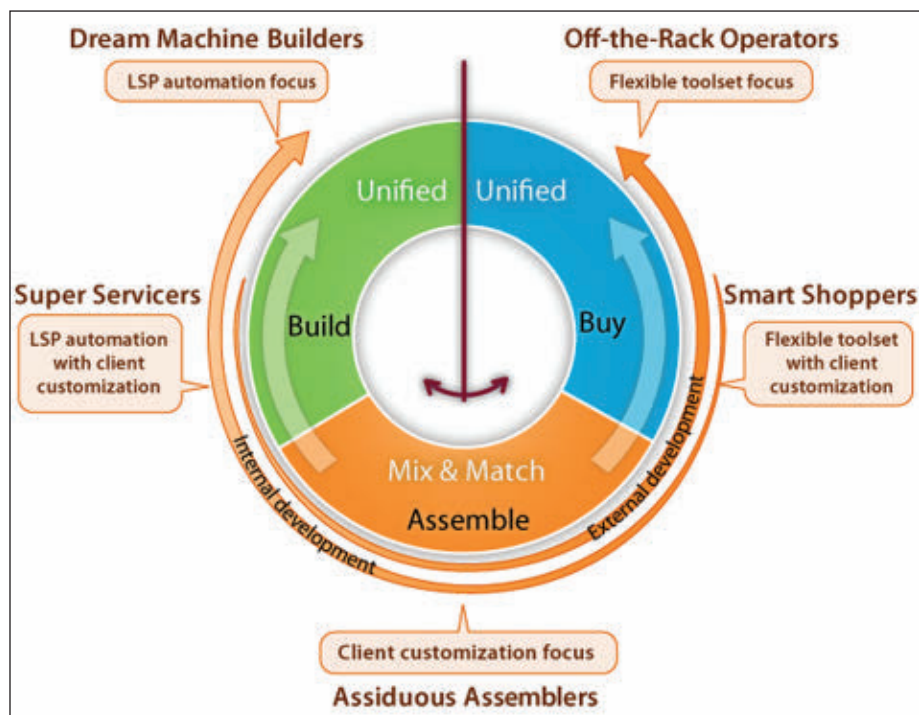 Dream Machine Builders
Off-the-Rack Operators
LSP automation focus
Flexible toolset focus
Unified
Unified
Super Servicers
Smart Shoppers
LSP automation
with client
customization
Build
Buy
Flexible toolset
with client
customization
Mix & Match
Assemble
Internal development
External development
Client customization focus
Assiduous Assemblers